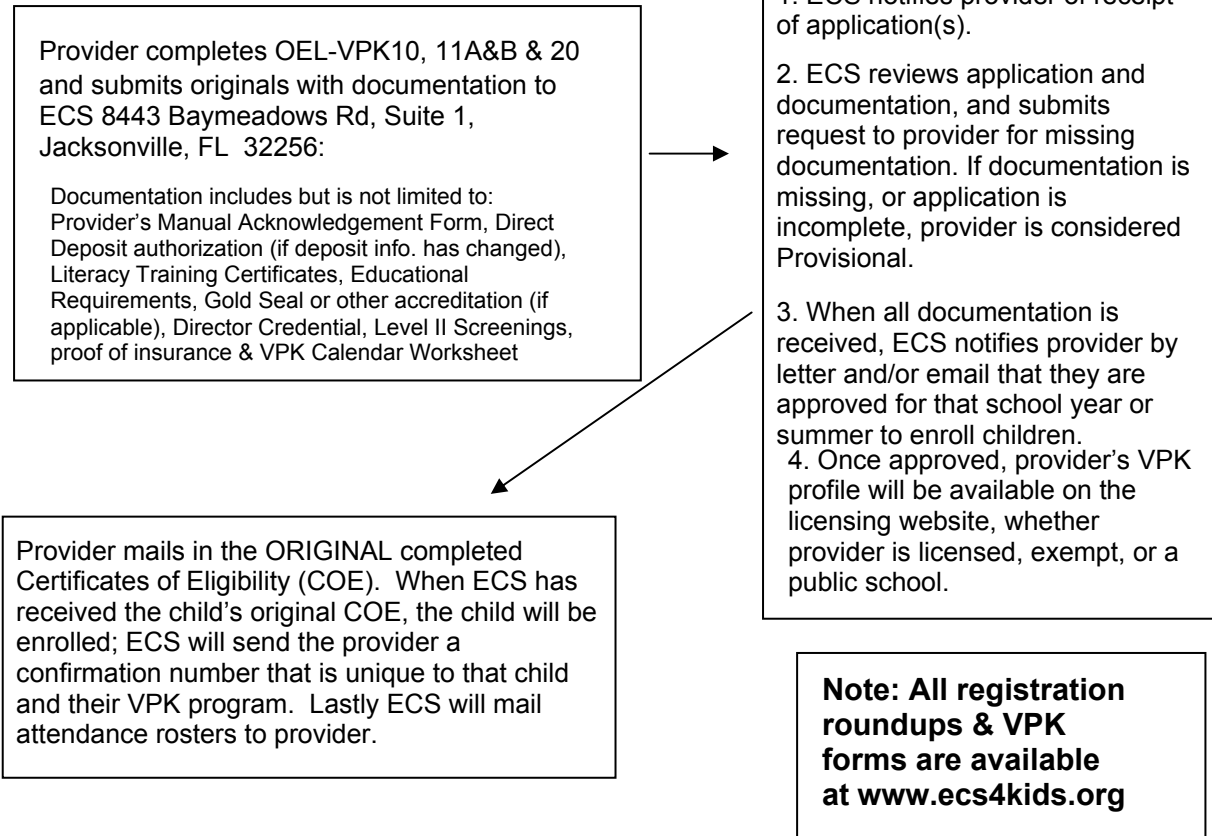 Provider completes OEL-VPK10, 11A&B & 20
and submits originals with documentation to
ECS 8443 Baymeadows Rd, Suite 1,
Jacksonville, FL 32256:
Documentation includes but is not limited to:
Provider's Manual Acknowledgement Form, Direct
Deposit authorization (if deposit info. has changed),
Literacy Training Certificates, Educational
Requirements, Gold Seal or other accreditation (if
applicable), Director Credential, Level II Screenings,
proof of insurance & VPK Calendar Worksheet
1. ECS notifies provider of receipt
of application(s).
2. ECS reviews application and
documentation, and submits
request to provider for missing
documentation. If documentation is
missing, or application is
incomplete, provider is considered
Provisional.
3. When all documentation is
received, ECS notifies provider by
letter and/or email that they are
approved for that school year or
summer to enroll children.
4. Once approved, provider's VPK
profile will be available on the
licensing website, whether
provider is licensed, exempt, or a
public school.
Provider mails in the ORIGINAL completed
Certificates of Eligibility (COE). When ECS has
received the child's original COE, the child will be
enrolled; ECS will send the provider a
confirmation number that is unique to that child
and their VPK program. Lastly ECS will mail
attendance rosters to provider.
Note: All registration
roundups & VPK
forms are available
at www.ecs4kids.org